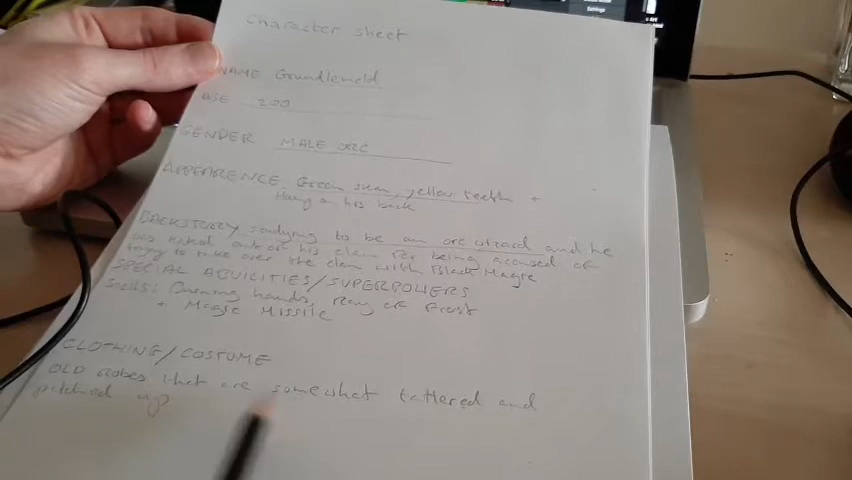 Character sheet
NAME Grundleneld
AGE 200
GENDER MALE ORC
APPEARENCE Green skin, yellow teeth +
on his back
BACKSTORY studying to be an orc wizard and he
was kicked out of his clan for being accused of
trying to take over the clan with Black Magic
SPECIAL ABUILITIES/SUPERPOWERS
Spells: Burning hands, Ray of Frost
+ Magic Missile
CLOTHING/COSTUME
OLD Robes that are somewhat tattered and
patched up
Settings